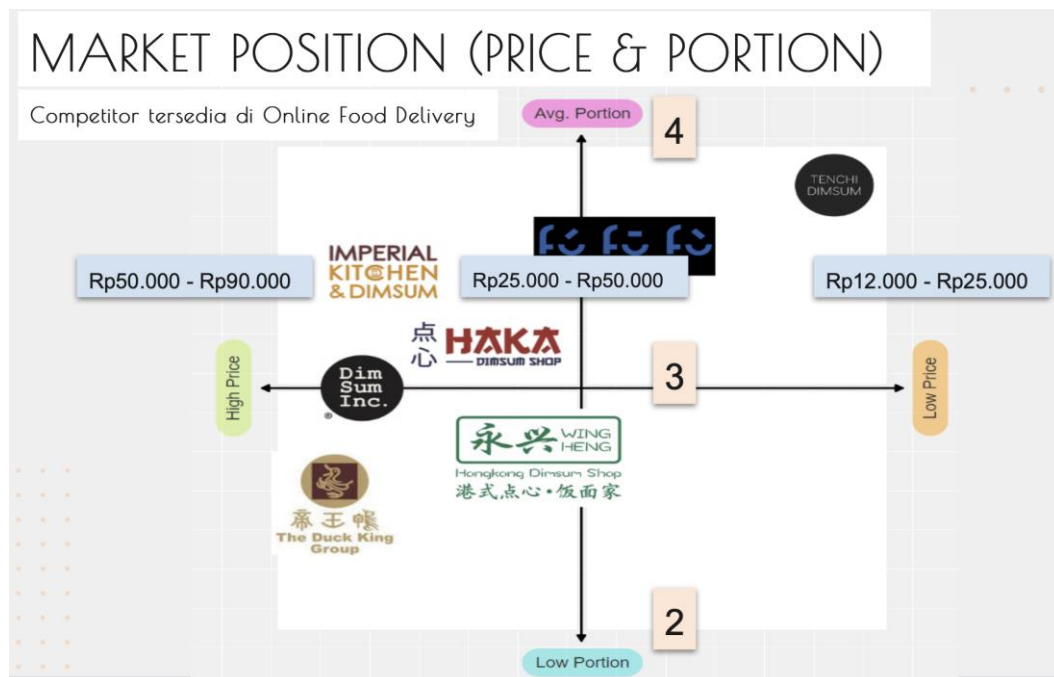 MARKET POSITION (PRICE & PORTION)
Competitor tersedia di Online Food Delivery
Avg. Portion
4
TENCHI
DIMSUM
fu fu fu
IMPERIAL
KITCHEN
& DIMSUM
Rp50.000 - Rp90.000
Rp25.000 - Rp50.000
Rp12.000 - Rp25.000
点心
HAKA
DIMSUM SHOP
High Price
Dim
Sum
Inc.
®
3
Low Price
永兴 WING
HENG
Hongkong Dimsum Shop
港式点心·饭面家
帝王鴨
The Duck King
Group
2
Low Portion